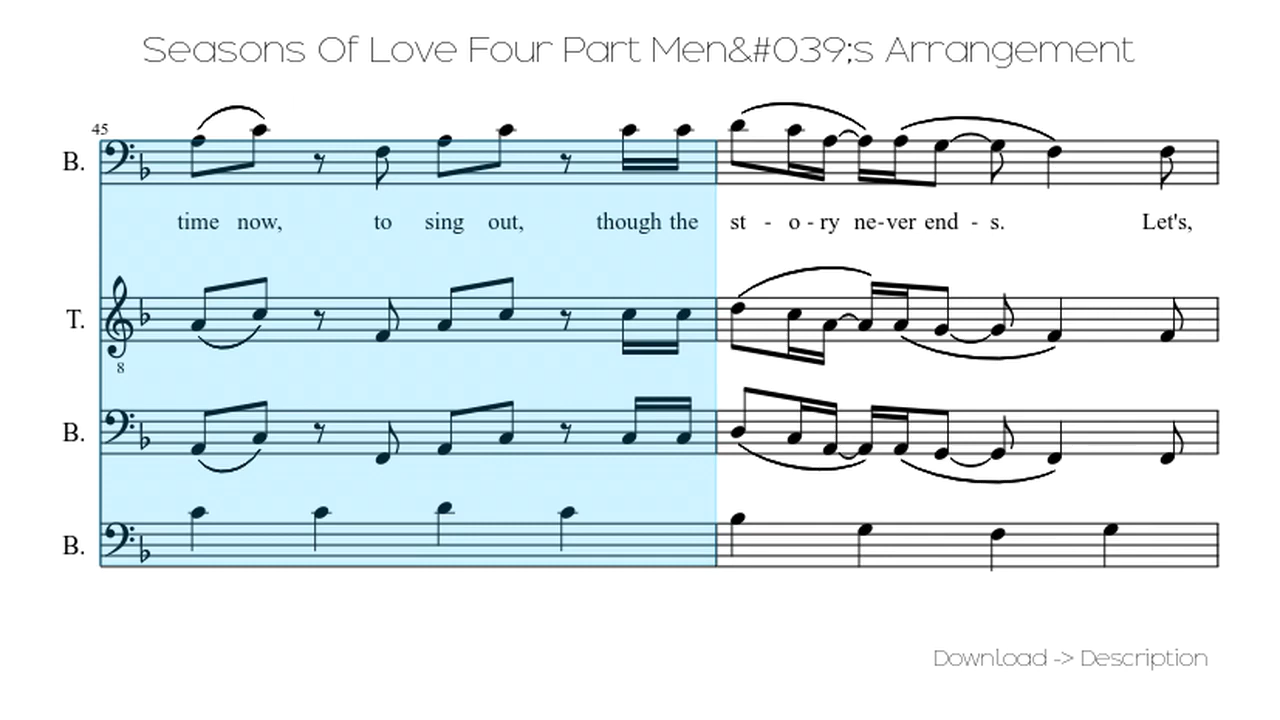 Seasons Of Love Four Part Men&#039;s Arrangement
45
B.
time now, to sing out, though the st - o - ry ne-ver end - s. Let's,
T.
8
B.
B.
Download -> Description